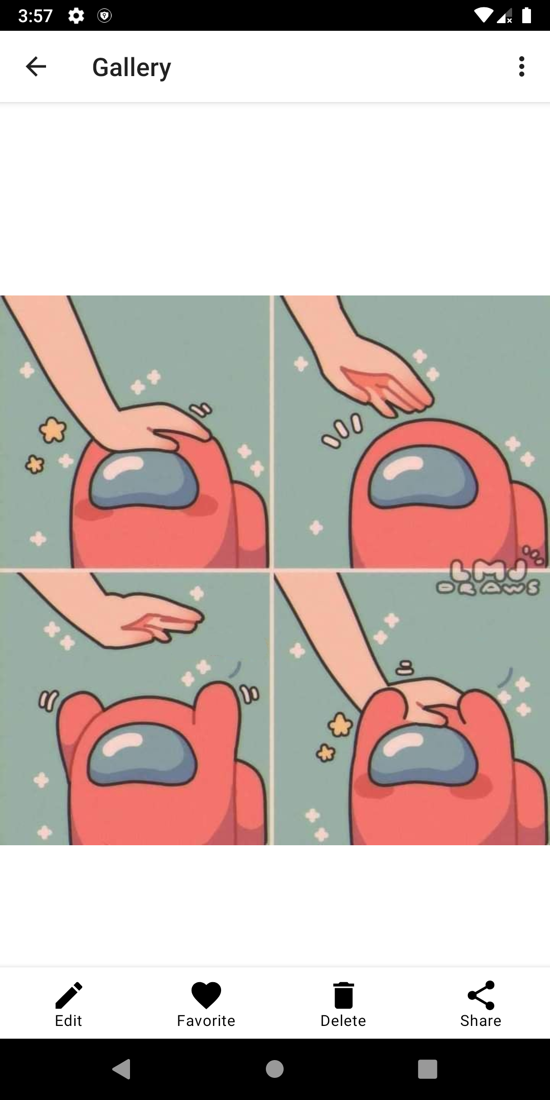 3:57
Gallery
LMJ
DRAWS
Edit
Favorite
Delete
Share